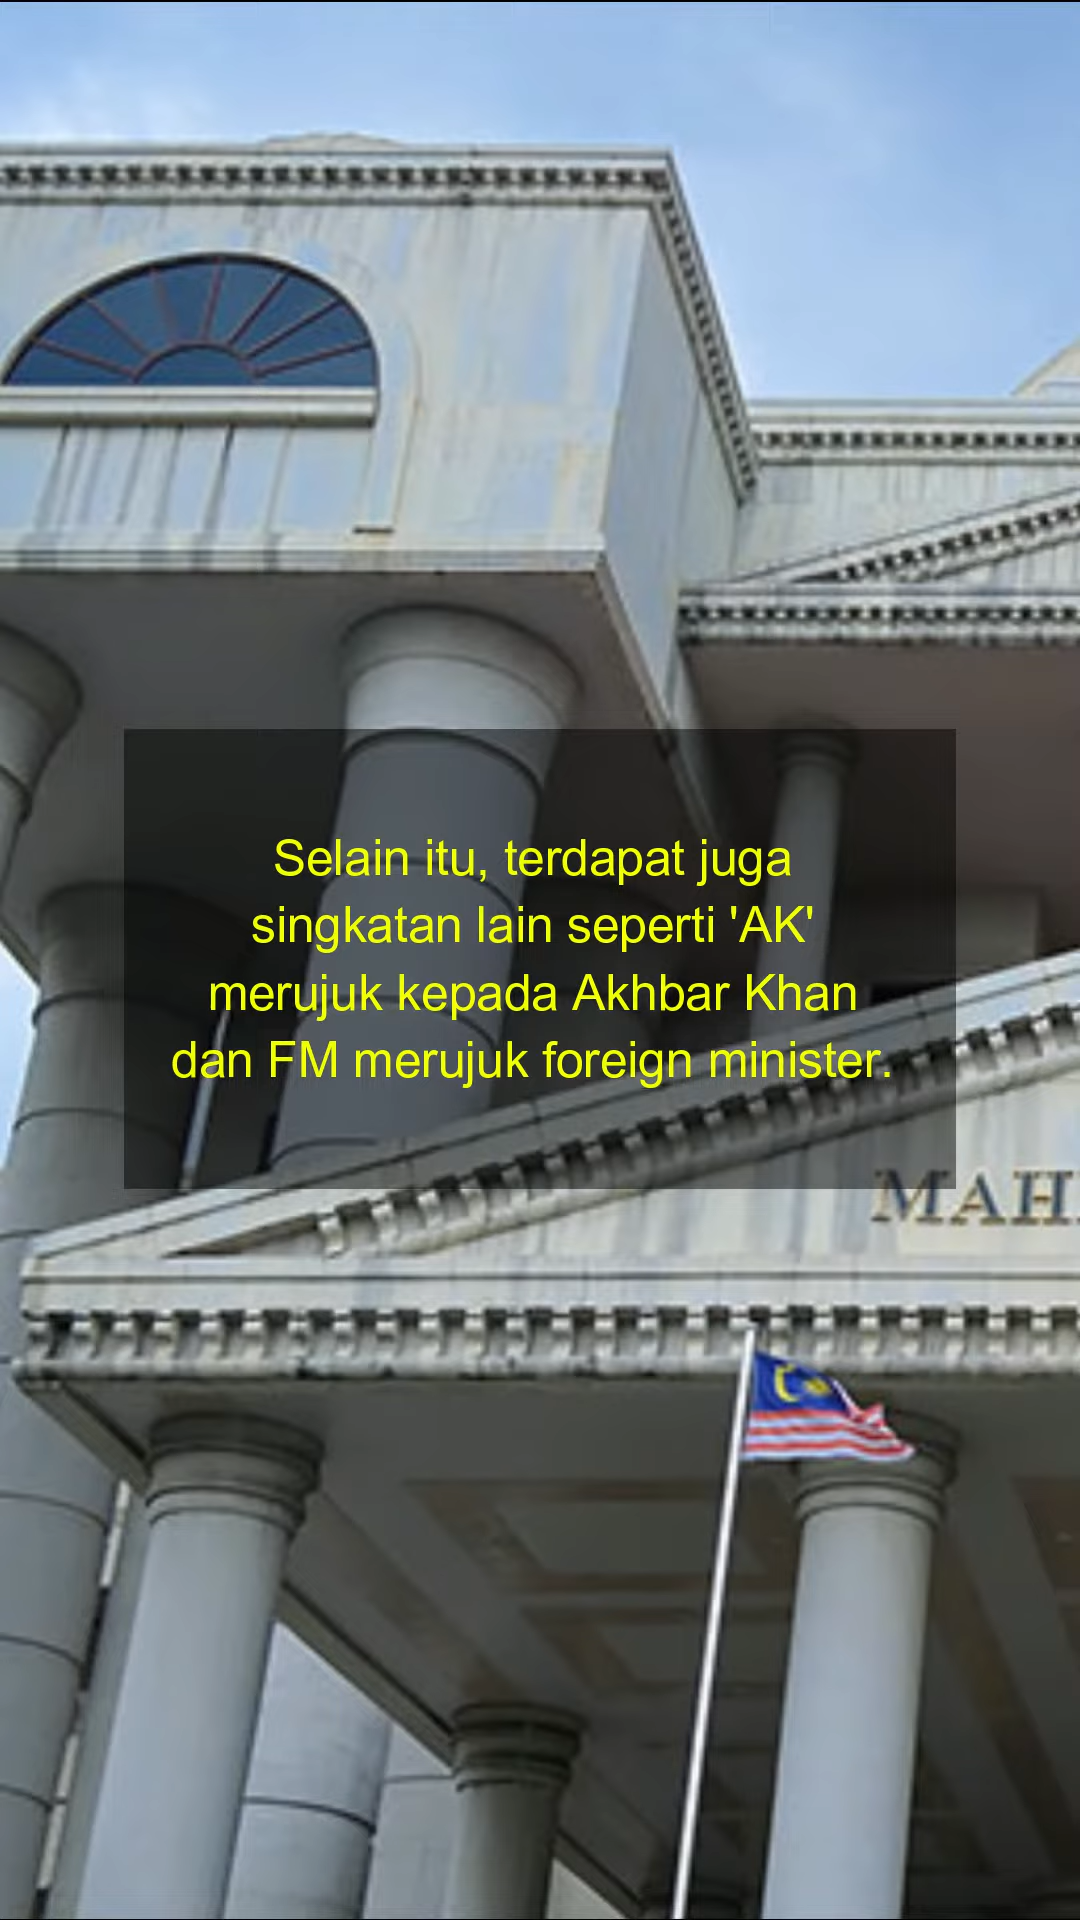 Selain itu, terdapat juga
singkatan lain seperti 'AK'
merujuk kepada Akhbar Khan
dan FM merujuk foreign minister.
MAH